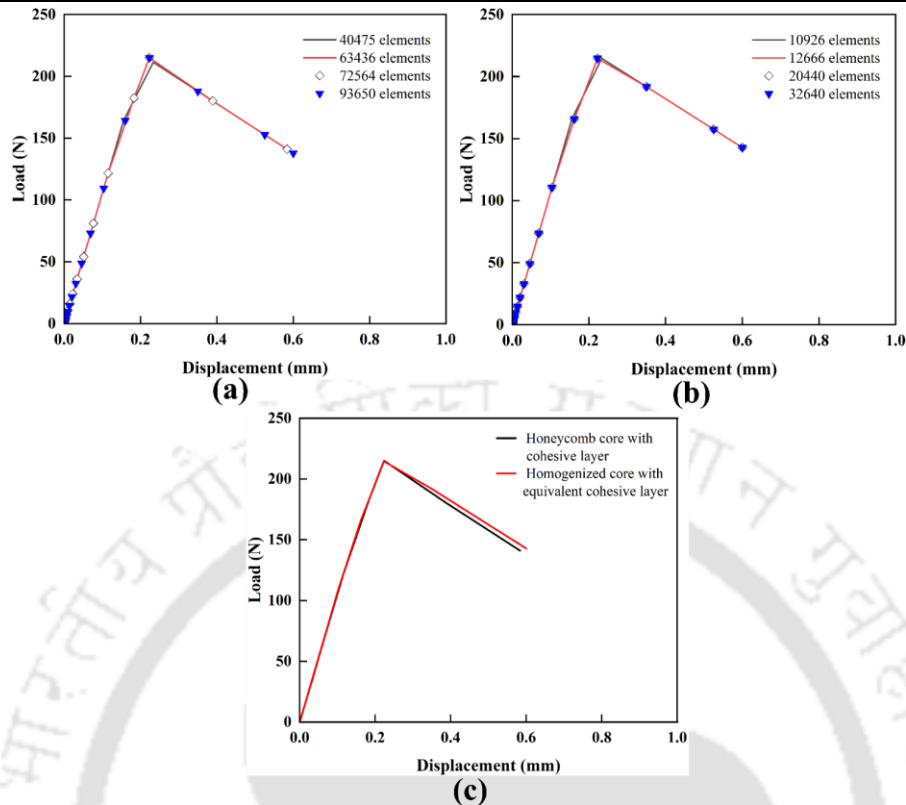 250
200
150
100
50
0
Load (N)
40475 elements
63436 elements
72564 elements
93650 elements
0.0 0.2 0.4 0.6 0.8 1.0
Displacement (mm)
(a)
250
200
150
100
50
0
Load (N)
10926 elements
12666 elements
20440 elements
32640 elements
0.0 0.2 0.4 0.6 0.8 1.0
Displacement (mm)
(b)
250
200
150
100
50
0
Load (N)
Honeycomb core with
cohesive layer
Homogenized core with
equivalent cohesive layer
0.0 0.2 0.4 0.6 0.8 1.0
Displacement (mm)
(c)
भारतीय